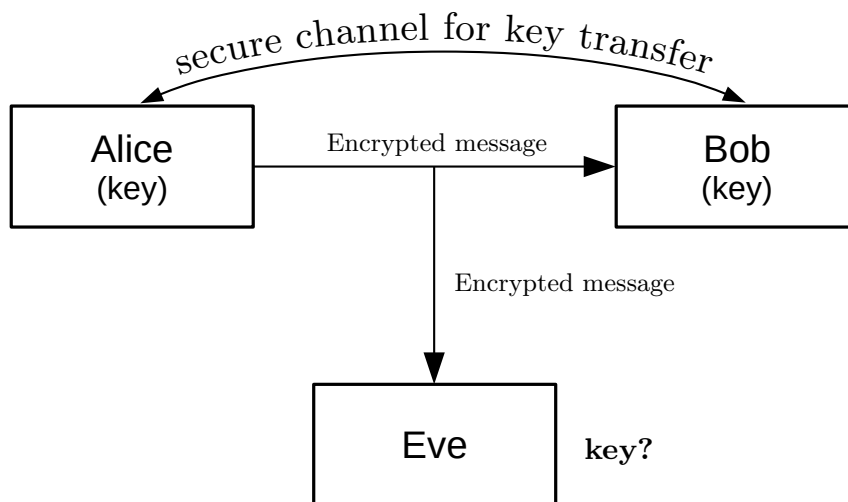 secure channel for key transfer
Alice
(key)
Encrypted message
Bob
(key)
Encrypted message
Eve
key?